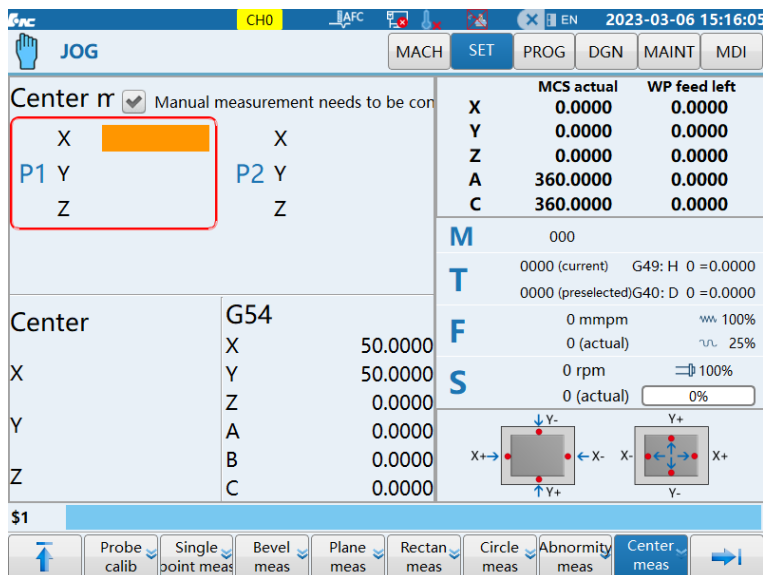 GNC CH0 AFC EN 2023-03-06 15:16:05
JOG MACH SET PROG DGN MAINT MDI
Center m Manual measurement needs to be con
P1 X
Y
Z
P2 X
Y
Z
MCS actual WP feed left
X 0.0000 0.0000
Y 0.0000 0.0000
Z 0.0000 0.0000
A 360.0000 0.0000
C 360.0000 0.0000
M 000
T 0000 (current) G49: H 0 =0.0000
0000 (preselected)G40: D 0 =0.0000
F 0 mmpm 100%
0 (actual) 25%
S 0 rpm 100%
0 (actual) 0%
Center
X
Y
Z
G54
X 50.0000
Y 50.0000
Z 0.0000
A 0.0000
B 0.0000
C 0.0000
Y- Y+
X+ X- X- X+
Y+ Y-
$1
Probe calib
Single point meas
Bevel meas
Plane meas
Rectan meas
Circle meas
Abnormity meas
Center meas